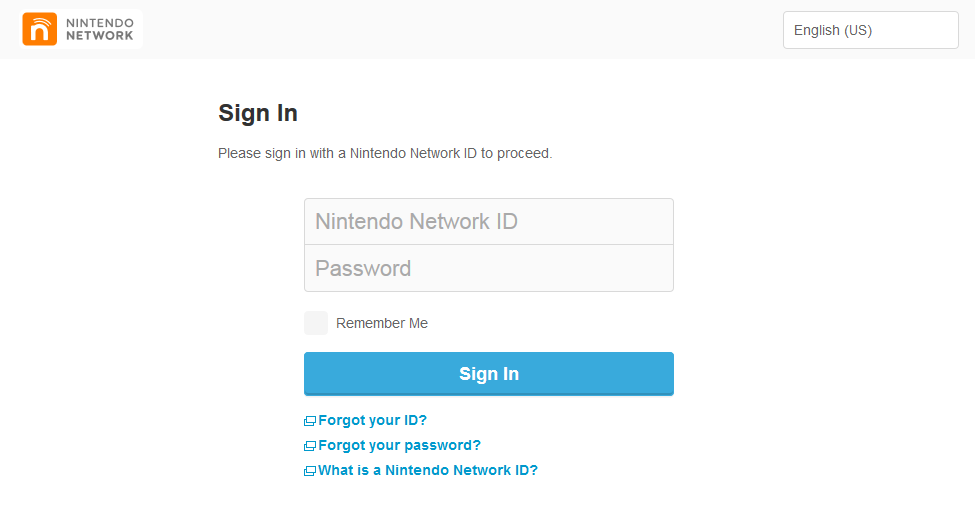 NINTENDO
NETWORK
English (US)
Sign In
Please sign in with a Nintendo Network ID to proceed.
Nintendo Network ID
Password
Remember Me
Sign In
Forgot your ID?
Forgot your password?
What is a Nintendo Network ID?